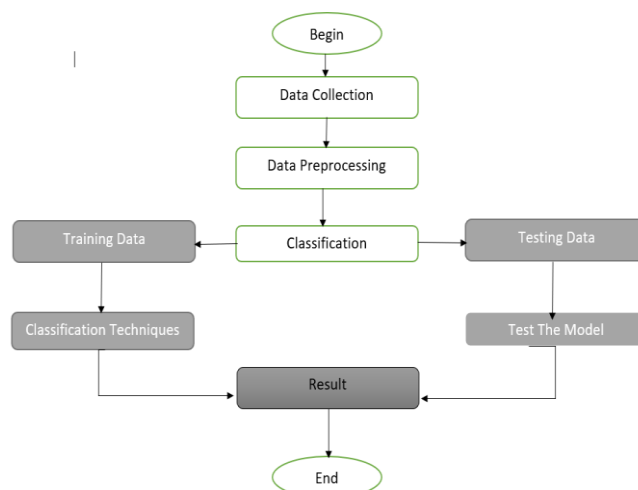 Begin
Data Collection
Data Preprocessing
Training Data
Classification
Testing Data
Classification Techniques
Test The Model
Result
End